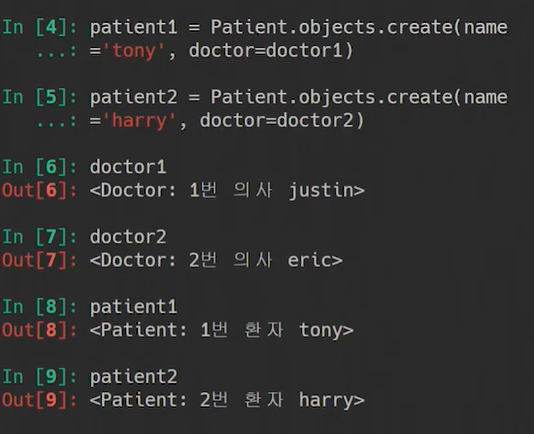 In [4]: patient1 = Patient.objects.create(name
...: ='tony', doctor=doctor1)
In [5]: patient2 = Patient.objects.create(name
...: ='harry', doctor=doctor2)
In [6]: doctor1
Out[6]: <Doctor: 1번 의사 justin>
In [7]: doctor2
Out[7]: <Doctor: 2번 의사 eric>
In [8]: patient1
Out[8]: <Patient: 1번 환자 tony>
In [9]: patient2
Out[9]: <Patient: 2번 환자 harry>